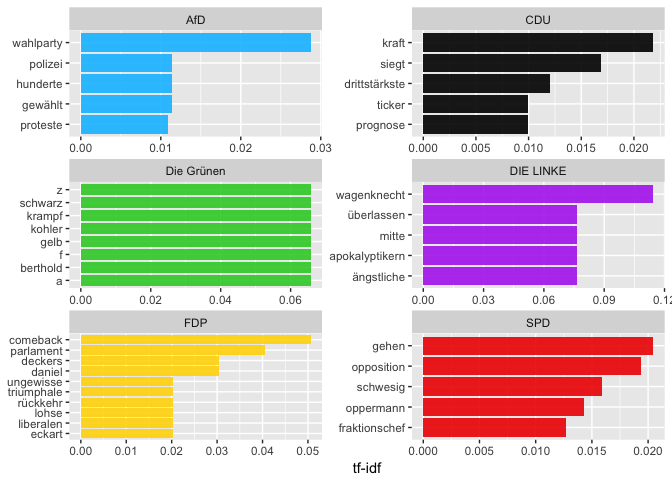 AfD
wahlparty
polizei
hunderte
gewählt
proteste
0.00 0.01 0.02 0.03
CDU
kraft
siegt
drittstärkste
ticker
prognose
0.000 0.005 0.010 0.015 0.020
Die Grünen
z
schwarz
krampf
kohler
gelb
f
berthold
a
0.00 0.02 0.04 0.06
DIE LINKE
wagenknecht
überlassen
mitte
apokalyptikern
ängstliche
0.00 0.03 0.06 0.09 0.12
FDP
comeback
parlament
deckers
daniel
ungewisse
triumphale
rückkehr
lohse
liberalen
eckart
0.00 0.01 0.02 0.03 0.04 0.05
SPD
gehen
opposition
schwesig
oppermann
fraktionschef
0.000 0.005 0.010 0.015 0.020
tf-idf